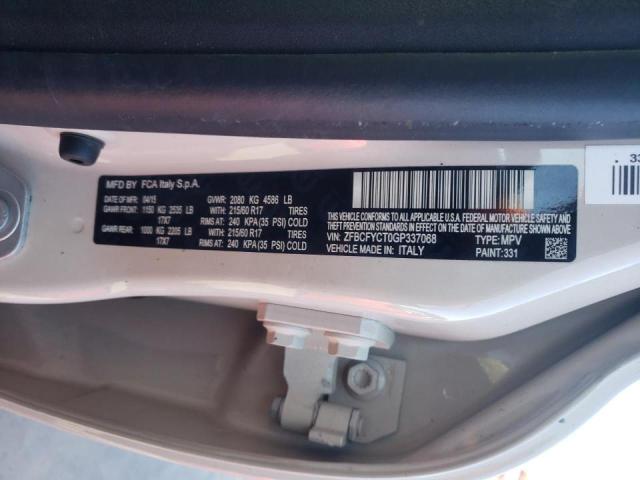 MFD BY FCA Italy S.p.A.
DATE OF MFR: 04/15 GVWR: 2080 KG 4586 LB
GAWR FRONT: 1150 KG 2535 LB WITH: 215/60 R17 TIRES
17X7 RIMS AT: 240 KPA (35 PSI) COLD
GAWR REAR: 1000 KG 2205 LB WITH: 215/60 R17 TIRES
17X7 RIMS AT: 240 KPA (35 PSI) COLD
THIS VEHICLE CONFORMS TO ALL APPLICABLE U.S.A. FEDERAL MOTOR VEHICLE SAFETY
BUMPER AND THEFT PREVENTION STANDARDS IN EFFECT ON THE DATE OF MANUFACTURE SHOWN ABOVE.
VIN: ZFBCFYCT0GP337068 TYPE: MPV
VEHICLE MADE IN: ITALY PAINT: 331
33